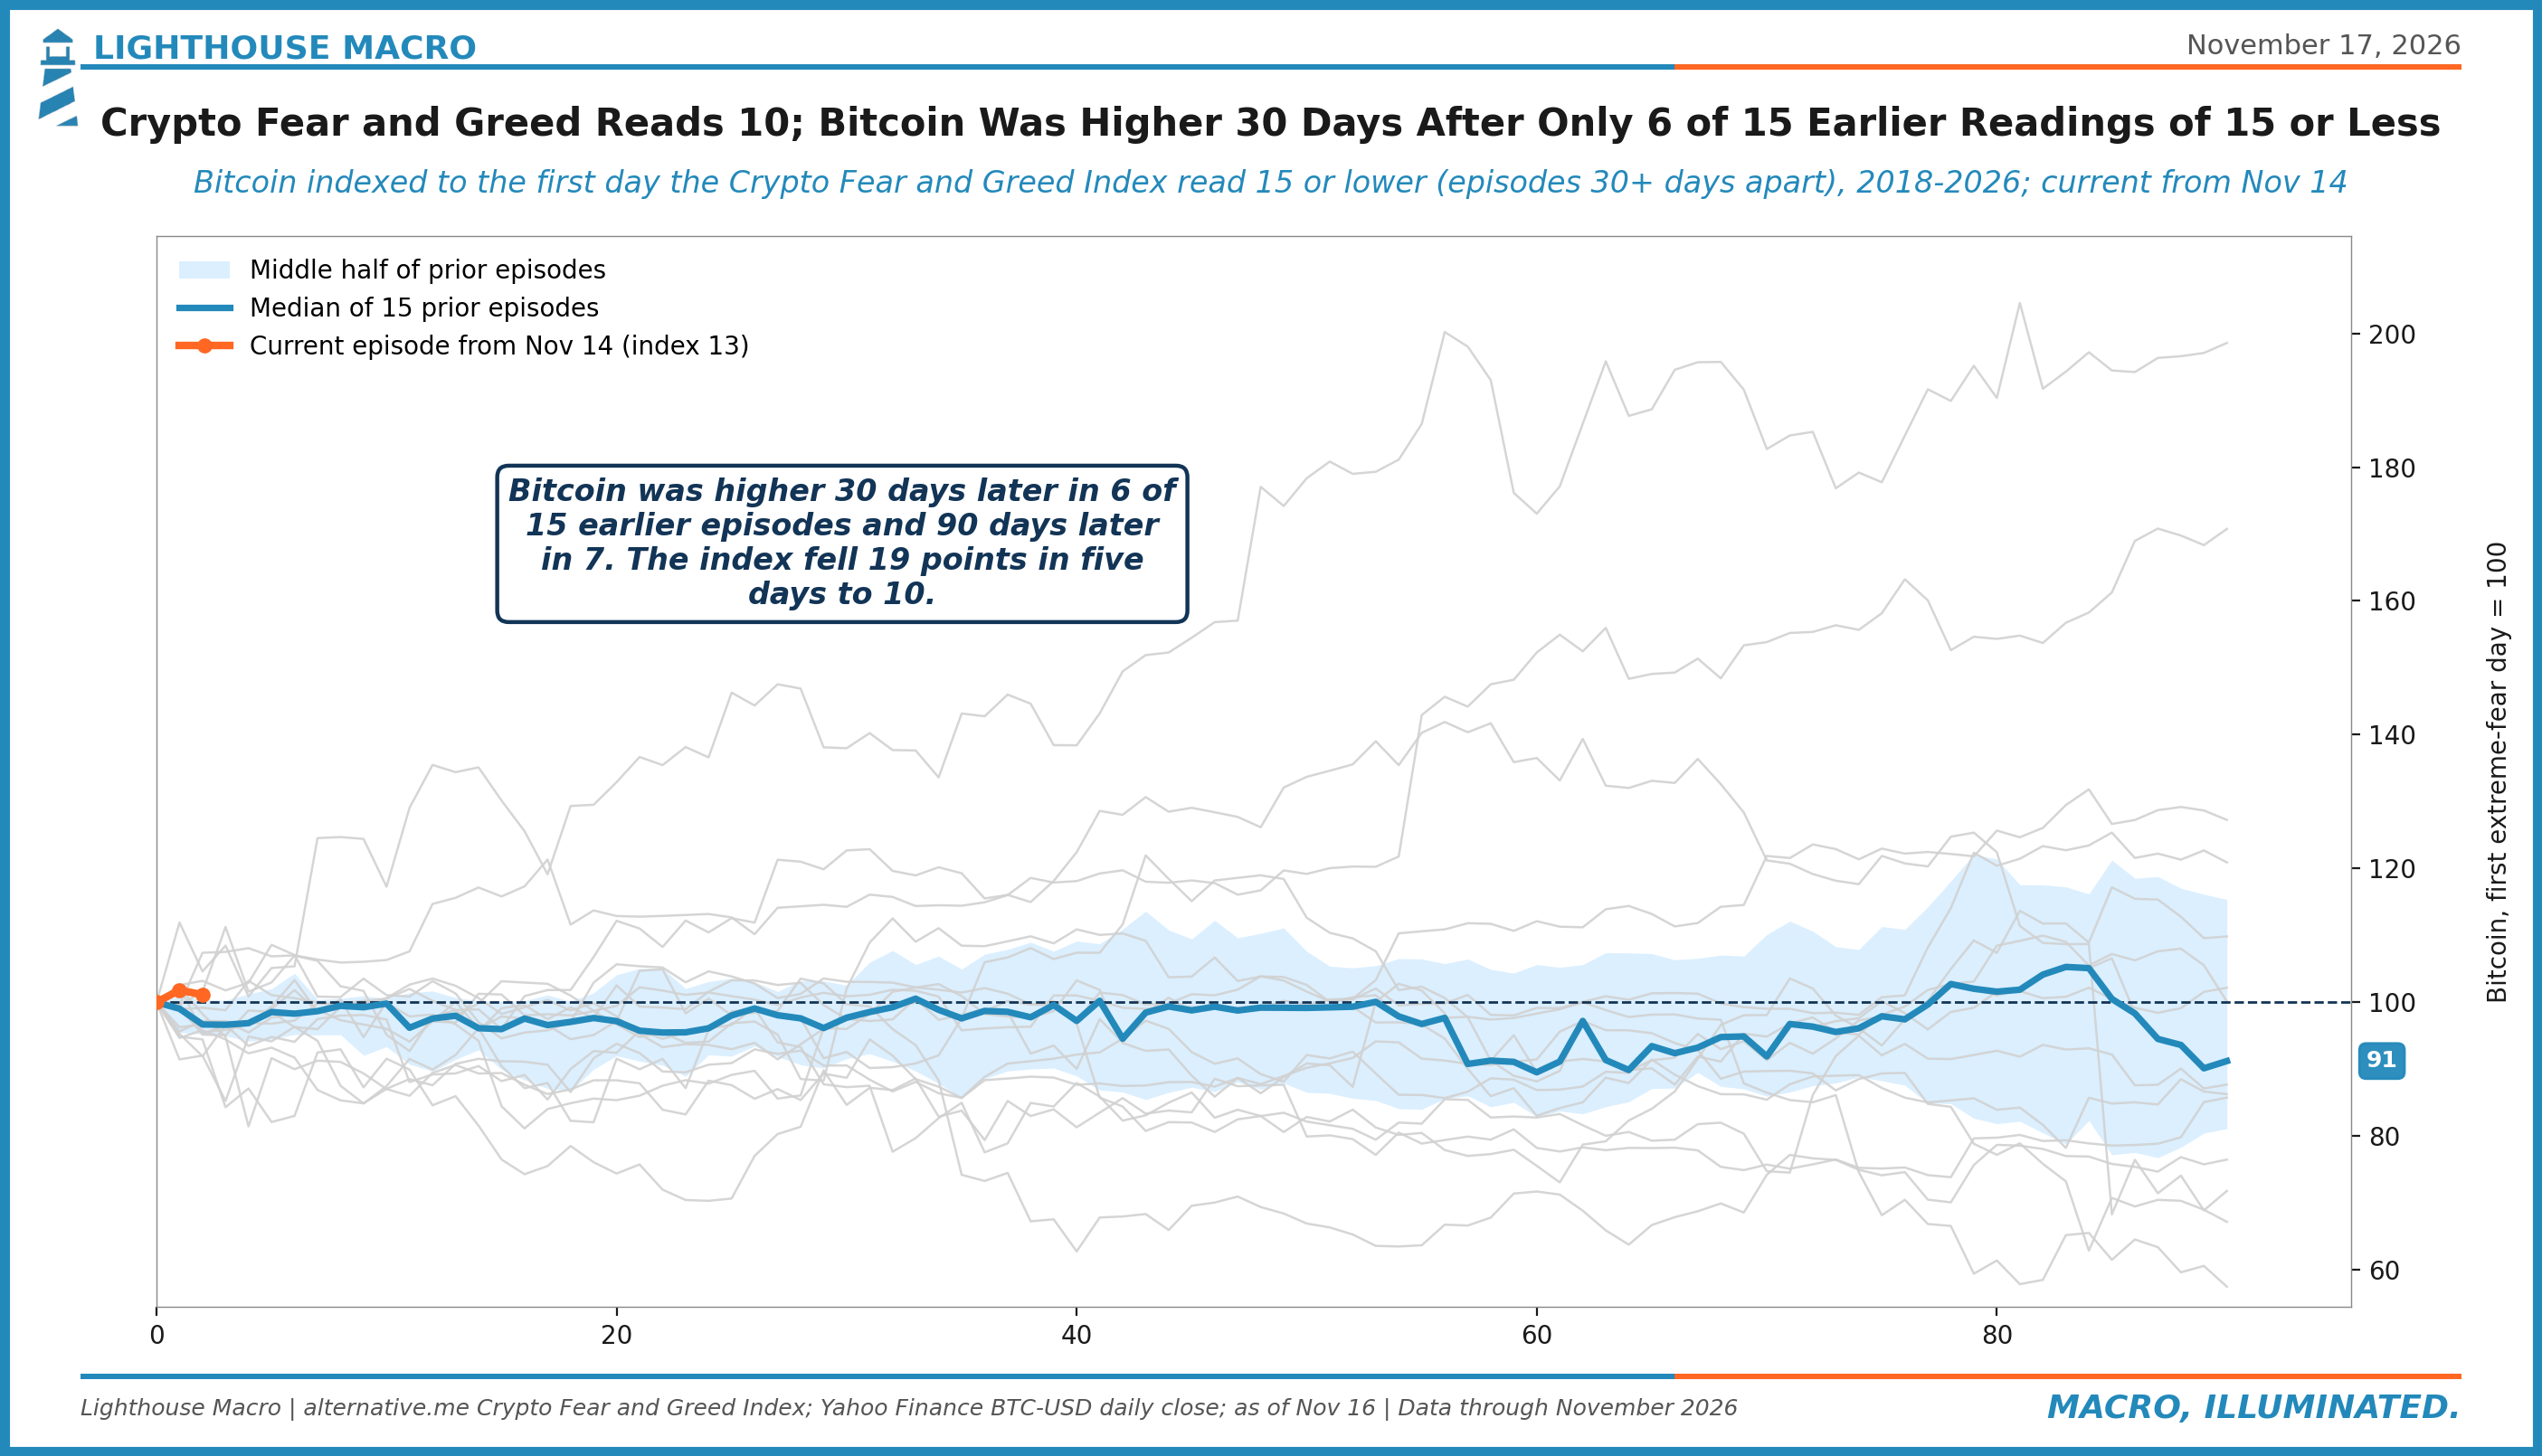 LIGHTHOUSE MACRO
November 17, 2026
Crypto Fear and Greed Reads 10; Bitcoin Was Higher 30 Days After Only 6 of 15 Earlier Readings of 15 or Less
Bitcoin indexed to the first day the Crypto Fear and Greed Index read 15 or lower (episodes 30+ days apart), 2018-2026; current from Nov 14
Middle half of prior episodes
Median of 15 prior episodes
Current episode from Nov 14 (index 13)
Bitcoin was higher 30 days later in 6 of
15 earlier episodes and 90 days later
in 7. The index fell 19 points in five
days to 10.
200
180
160
140
120
100
91
80
60
Bitcoin, first extreme-fear day = 100
0
20
40
60
80
Lighthouse Macro | alternative.me Crypto Fear and Greed Index; Yahoo Finance BTC-USD daily close; as of Nov 16 | Data through November 2026
MACRO, ILLUMINATED.